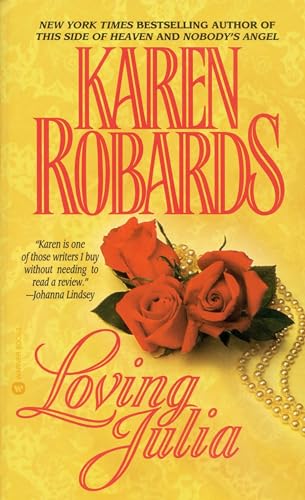 NEW YORK TIMES BESTSELLING AUTHOR OF
THIS SIDE OF HEAVEN AND NOBODY'S ANGEL
KAREN
ROBARDS
"Karen is one
of those writers I buy
without needing to
read a review."
—Johanna Lindsey
Loving
Julia